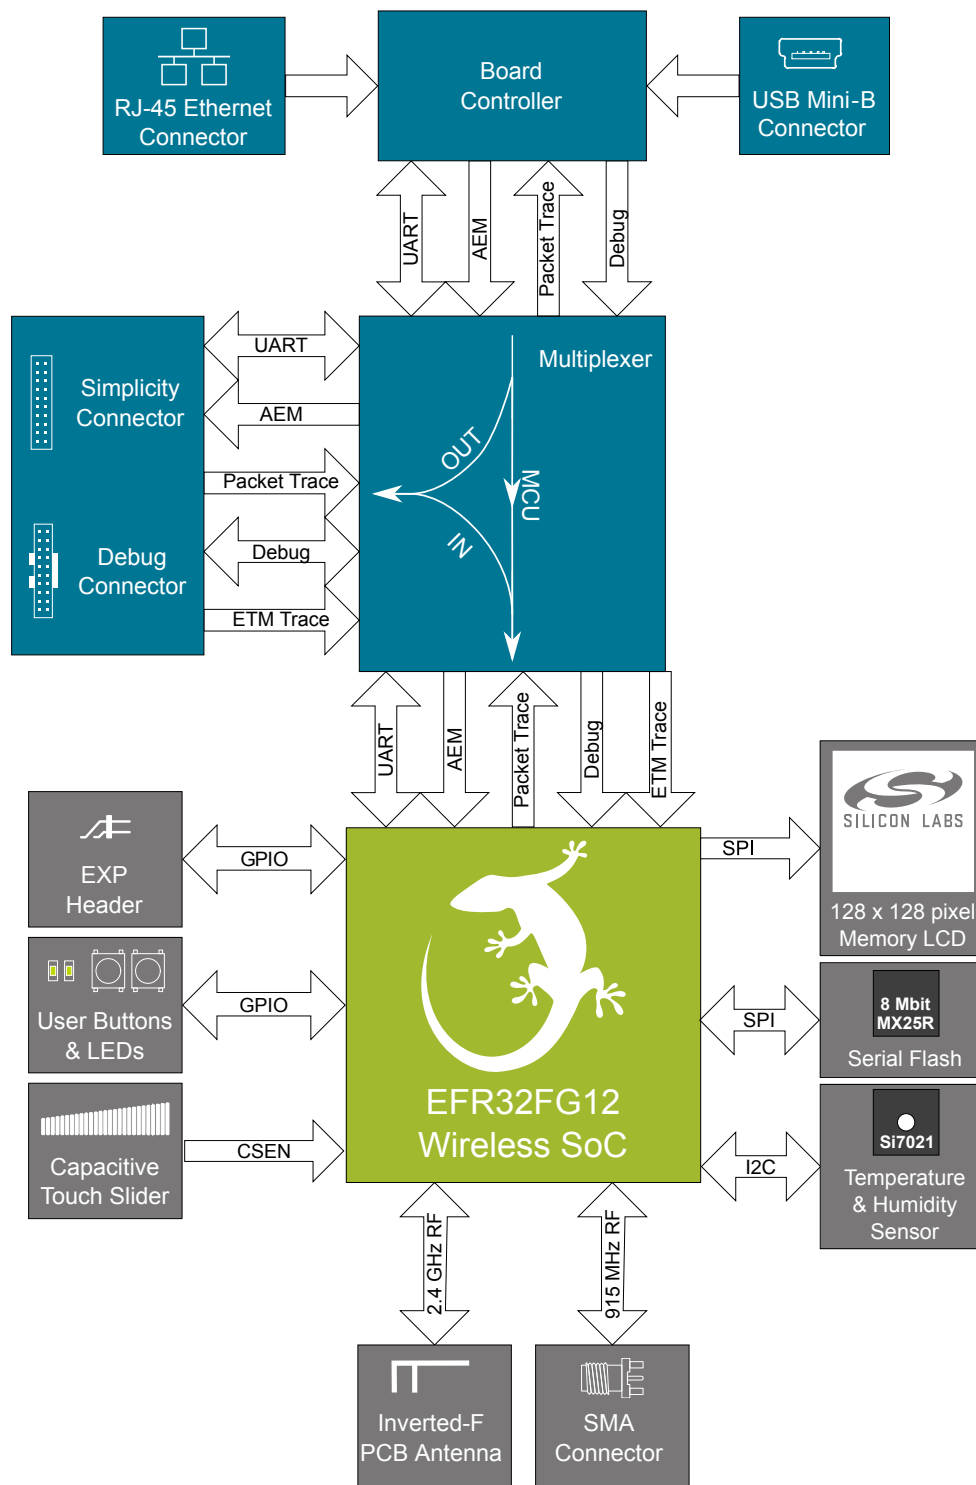 RJ-45 Ethernet
Connector
Board
Controller
USB Mini-B
Connector
UART
AEM
Packet Trace
Debug
Simplicity
Connector
Debug
Connector
UART
AEM
Packet Trace
Debug
ETM Trace
Multiplexer
OUT
MCU
IN
UART
AEM
Packet Trace
Debug
ETM Trace
EXP
Header
GPIO
User Buttons
& LEDs
GPIO
Capacitive
Touch Slider
CSEN
EFR32FG12
Wireless SoC
SPI
SILICON LABS
128 x 128 pixel
Memory LCD
SPI
8 Mbit
MX25R
Serial Flash
I2C
Si7021
Temperature
& Humidity
Sensor
2.4 GHz RF
915 MHz RF
Inverted-F
PCB Antenna
SMA
Connector